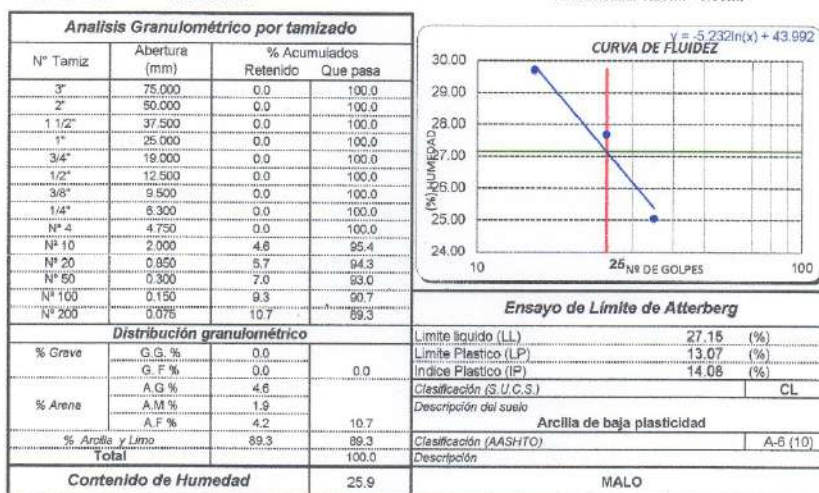 Analisis Granulométrico por tamizado
N° Tamiz Abertura (mm) % Acumulados
Retenido Que pasa
3" 75.000 0.0 100.0
2" 50.000 0.0 100.0
1 1/2" 37.500 0.0 100.0
1" 25.000 0.0 100.0
3/4" 19.000 0.0 100.0
1/2" 12.500 0.0 100.0
3/8" 9.500 0.0 100.0
1/4" 6.300 0.0 100.0
N° 4 4.750 0.0 100.0
Nª 10 2.000 4.6 95.4
N° 20 0.850 5.7 94.3
N° 50 0.300 7.0 93.0
Nª 100 0.150 9.3 90.7
Nª 200 0.075 10.7 89.3
Distribución granulométrico
% Grava G.G. % 0.0
G. F % 0.0 0.0
A.G % 4.6
% Arena A.M % 1.9
A.F % 4.2 10.7
% Arcilla y Limo 89.3 89.3
Total 100.0
Contenido de Humedad 25.9
y = -5.232ln(x) + 43.992
CURVA DE FLUIDEZ
(%) HUMEDAD
30.00
29.00
28.00
27.00
26.00
25.00
24.00
10 25 Nº DE GOLPES 100
Ensayo de Límite de Atterberg
Limite liquido (LL) 27.15 (%)
Limite Plastico (LP) 13.07 (%)
Indice Plastico (IP) 14.08 (%)
Clasificación (S.U.C.S.) CL
Descripción del suelo
Arcilla de baja plasticidad
Clasificación (AASHTO) A-6 (10)
Descripción
MALO